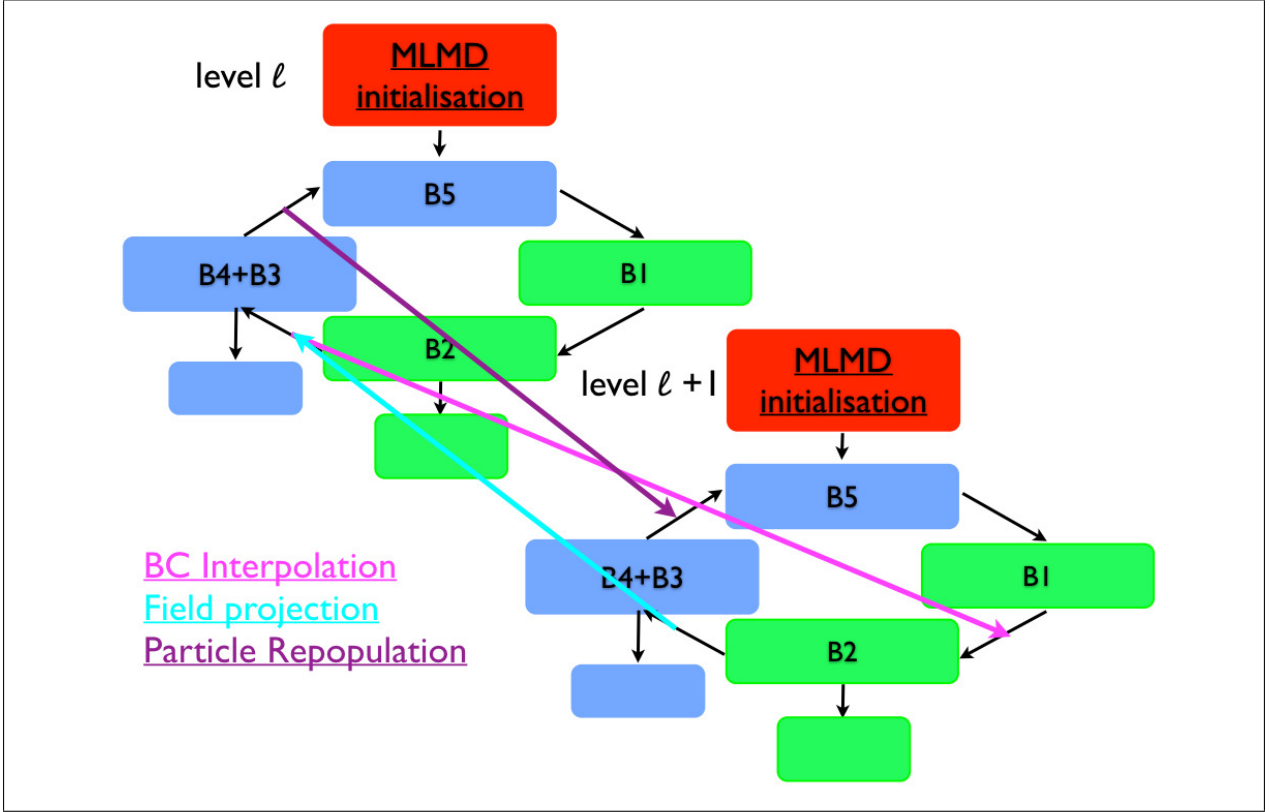 level ℓ
MLMD
initialisation
B5
B4+B3
B1
B2
level ℓ +1
MLMD
initialisation
B5
B4+B3
B1
B2
BC Interpolation
Field projection
Particle Repopulation